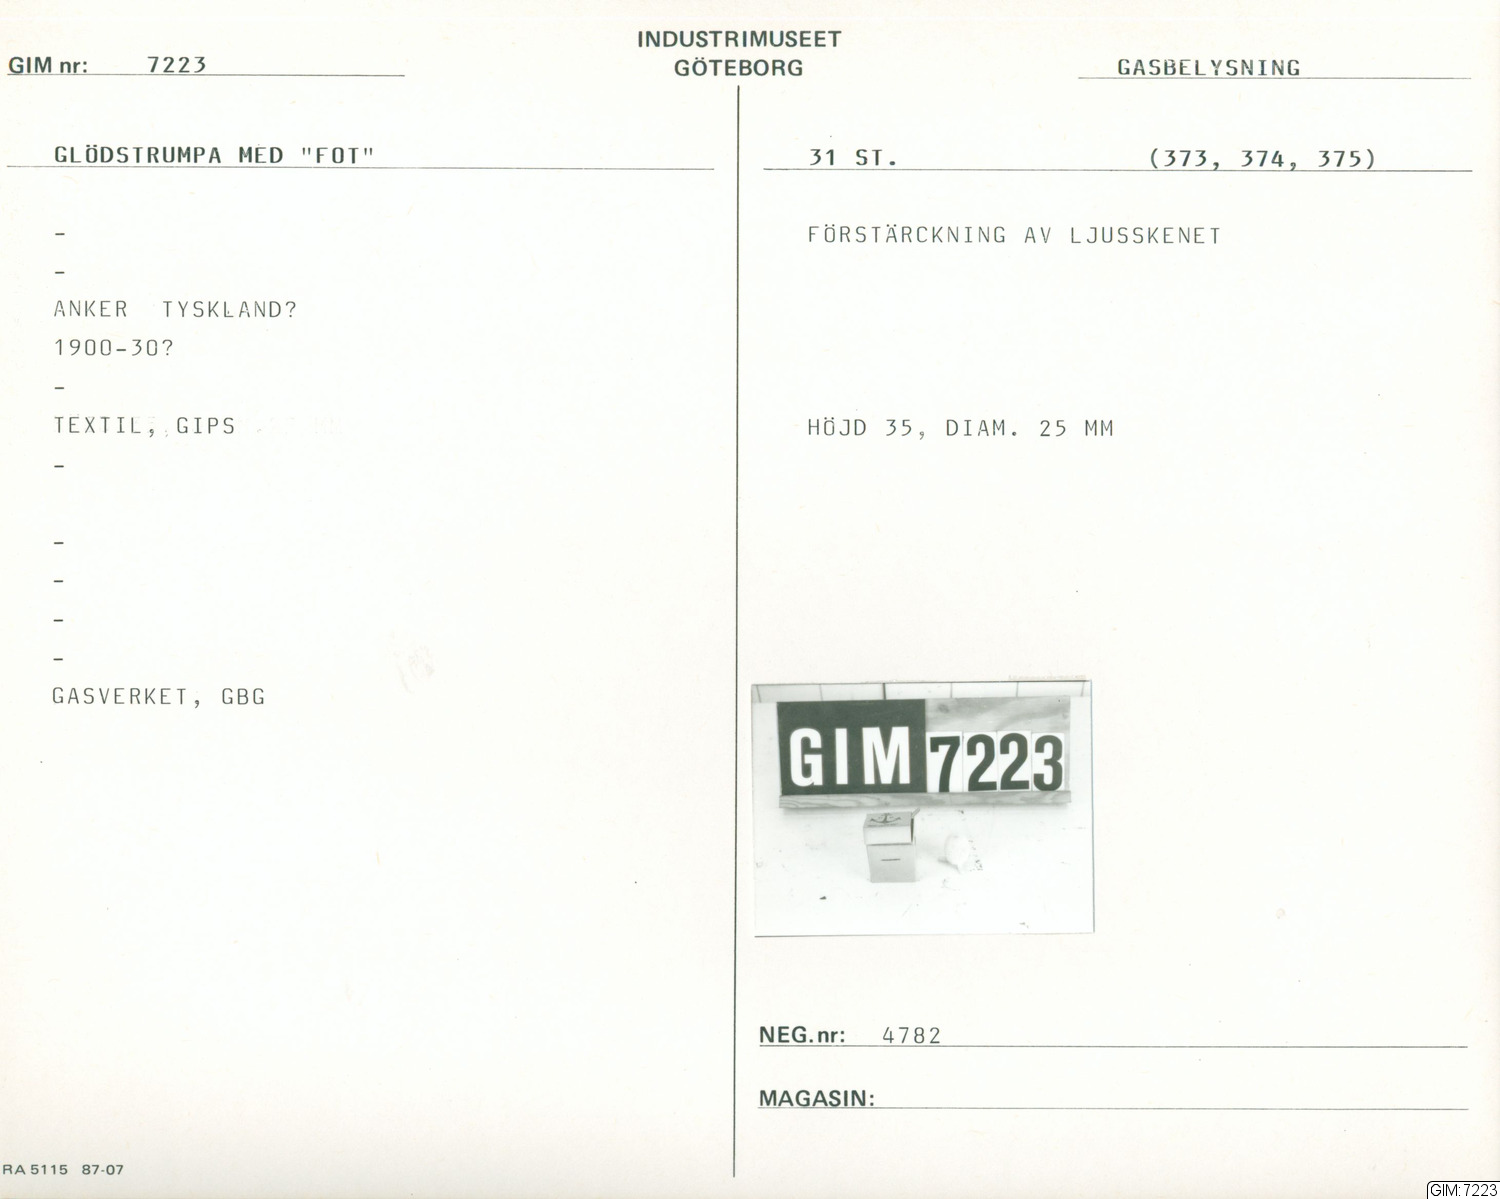 INDUSTRIMUSEET
GÖTEBORG
GIM nr: 7223
GASBELYSNING
GLÖDSTRUMPA MED "FOT"
31 ST. (373, 374, 375)
-
FÖRSTÄRCKNING AV LJUSSKENET
-
ANKER TYSKLAND?
1900-30?
-
TEXTIL, GIPS
HÖJD 35, DIAM. 25 MM
-
-
-
-
-
GASVERKET, GBG
GIM 7223
NEG.nr: 4782
MAGASIN:
RA 5115 87-07
GIM:7223